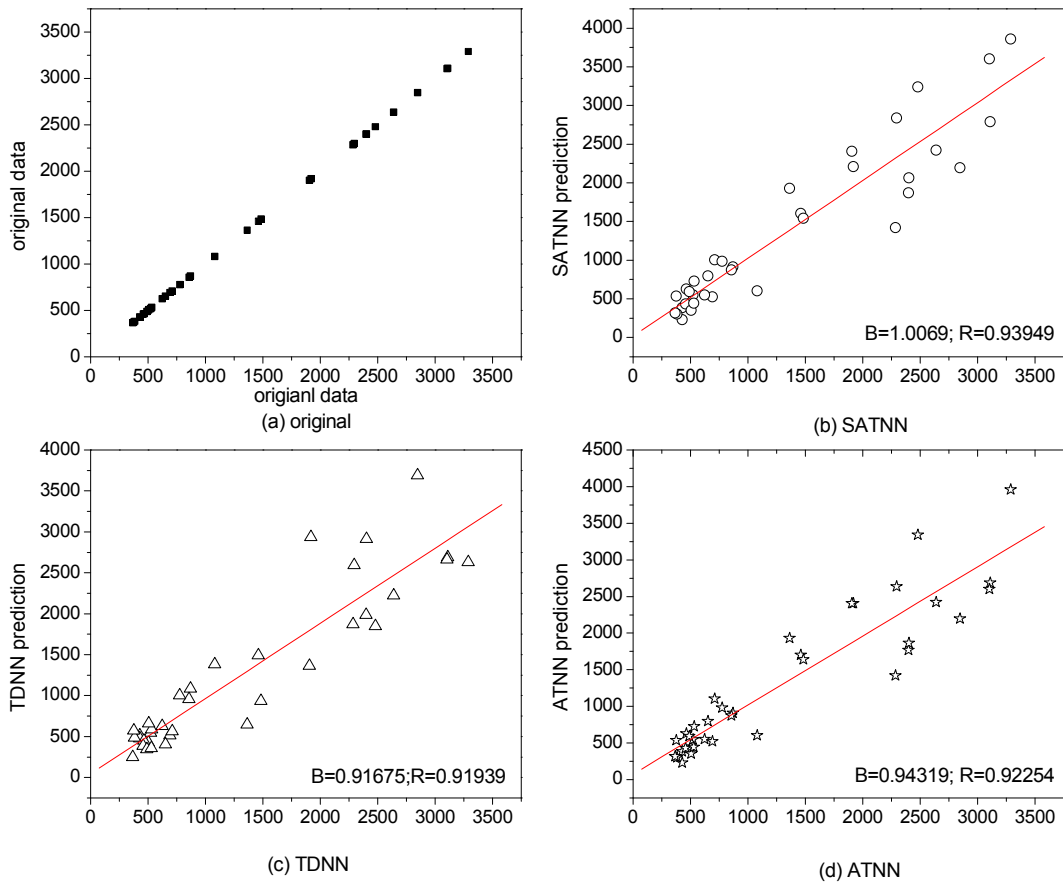 3500
3000
2500
2000
1500
1000
500
0
original data
0 500 1000 1500 2000 2500 3000 3500
origianl data
(a) original
4000
3500
3000
2500
2000
1500
1000
500
0
SATNN prediction
B=1.0069; R=0.93949
0 500 1000 1500 2000 2500 3000 3500
(b) SATNN
4000
3500
3000
2500
2000
1500
1000
500
0
TDNN prediction
B=0.91675;R=0.91939
0 500 1000 1500 2000 2500 3000 3500
(c) TDNN
4500
4000
3500
3000
2500
2000
1500
1000
500
0
ATNN prediction
B=0.94319; R=0.92254
0 500 1000 1500 2000 2500 3000 3500
(d) ATNN